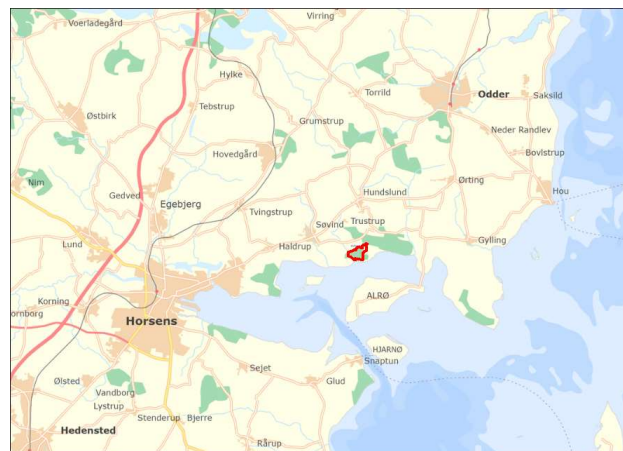 Voerladegård
Virring
Hylke
Torrild
Odder
Saksild
Østbirk
Tebstrup
Grumstrup
Neder Randlev
Hovedgård
Bovlstrup
Nim
Gedved
Ørting
Hundslund
Hou
Egebjerg
Tvingstrup
Søvind
Trustrup
Lund
Haldrup
Gylling
Korning
ALRØ
ornborg
Horsens
HJARNØ
Snaptun
Sejet
Ølsted
Glud
Vandborg
Lystrup
Stenderup
Bjerre
Hedensted
Rårup